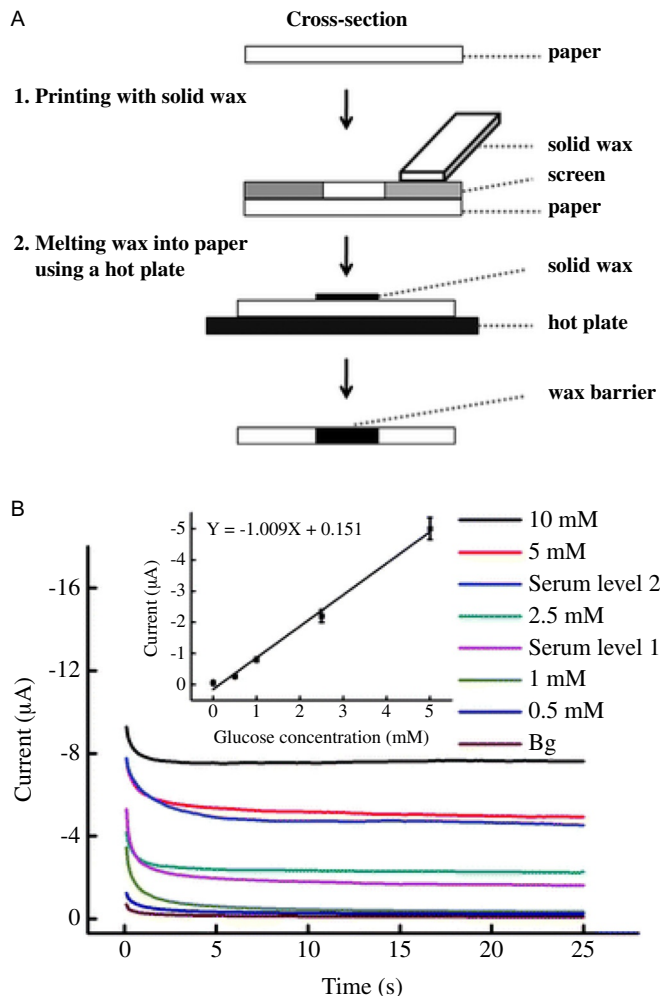 A
Cross-section
paper
1. Printing with solid wax
solid wax
screen
paper
2. Melting wax into paper
using a hot plate
solid wax
hot plate
wax barrier
B
Y = -1.009X + 0.151
Current (μA)
-5
-4
-3
-2
-1
0
0 1 2 3 4 5
Glucose concentration (mM)
10 mM
5 mM
Serum level 2
2.5 mM
Serum level 1
1 mM
0.5 mM
Bg
Current (μA)
-16
-12
-8
-4
0
0 5 10 15 20 25
Time (s)